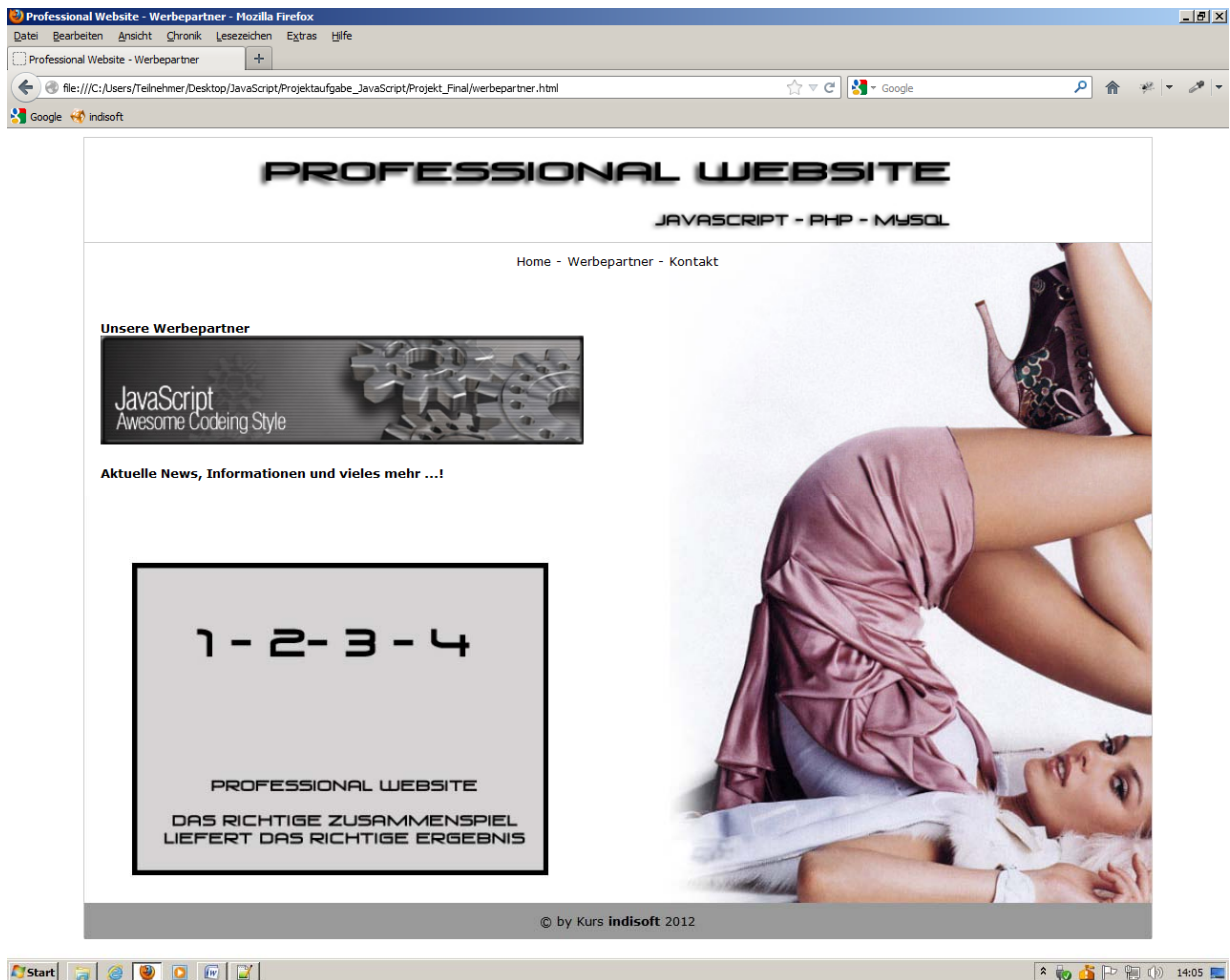 Professional Website - Werbepartner - Mozilla Firefox
Datei Bearbeiten Ansicht Chronik Lesezeichen Extras Hilfe
Professional Website - Werbepartner
file:///C:/Users/Teilnehmer/Desktop/JavaScript/Projektaufgabe_JavaScript/Projekt_Final/werbepartner.html
Google
Google indisoft
PROFESSIONAL WEBSITE
JAVASCRIPT - PHP - MYSQL
Home - Werbepartner - Kontakt
Unsere Werbepartner
JavaScript
Awesome Codeing Style
Aktuelle News, Informationen und vieles mehr ...!
1 - 2- 3 - 4
PROFESSIONAL WEBSITE
DAS RICHTIGE ZUSAMMENSPIEL
LIEFERT DAS RICHTIGE ERGEBNIS
© by Kurs indisoft 2012
Start
14:05